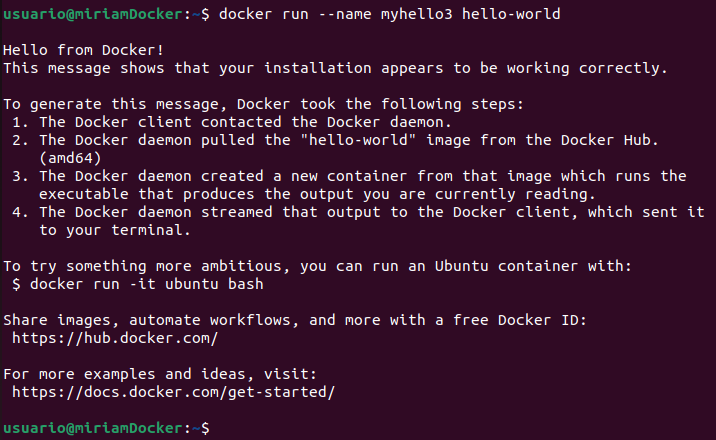 usuario@miriamDocker:~$ docker run --name myhello3 hello-world

Hello from Docker!
This message shows that your installation appears to be working correctly.

To generate this message, Docker took the following steps:
 1. The Docker client contacted the Docker daemon.
 2. The Docker daemon pulled the "hello-world" image from the Docker Hub.
    (amd64)
 3. The Docker daemon created a new container from that image which runs the
    executable that produces the output you are currently reading.
 4. The Docker daemon streamed that output to the Docker client, which sent it
    to your terminal.

To try something more ambitious, you can run an Ubuntu container with:
 $ docker run -it ubuntu bash

Share images, automate workflows, and more with a free Docker ID:
 https://hub.docker.com/

For more examples and ideas, visit:
 https://docs.docker.com/get-started/

usuario@miriamDocker:~$